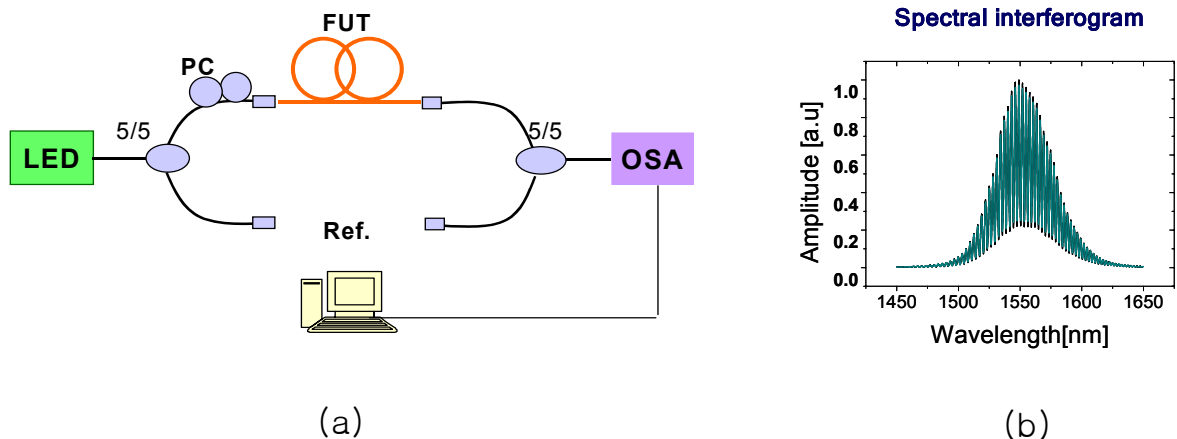 FUT
PC
5/5
5/5
LED
OSA
Ref.
(a)
Spectral interferogram
Amplitude [a.u]
1.0
0.8
0.6
0.4
0.2
0.0
1450 1500 1550 1600 1650
Wavelength[nm]
(b)